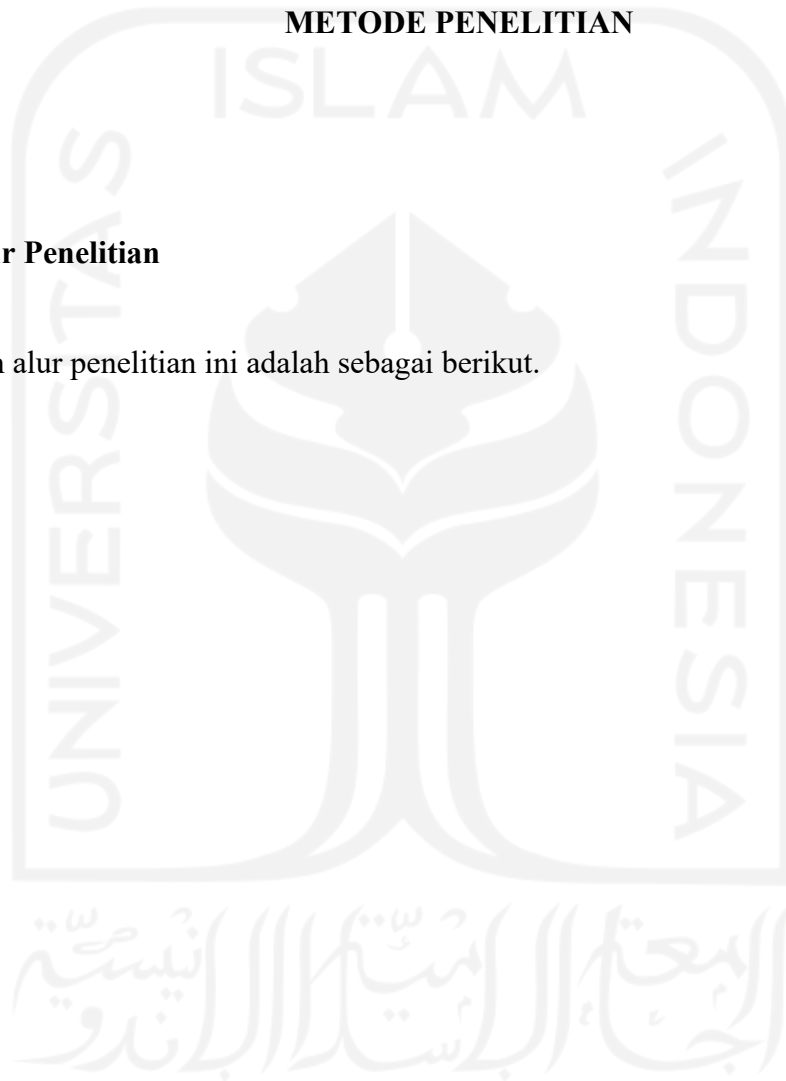 METODE PENELITIAN
ISLAM
UNIVERSITAS
INDONESIA
r Penelitian
alur penelitian ini adalah sebagai berikut.